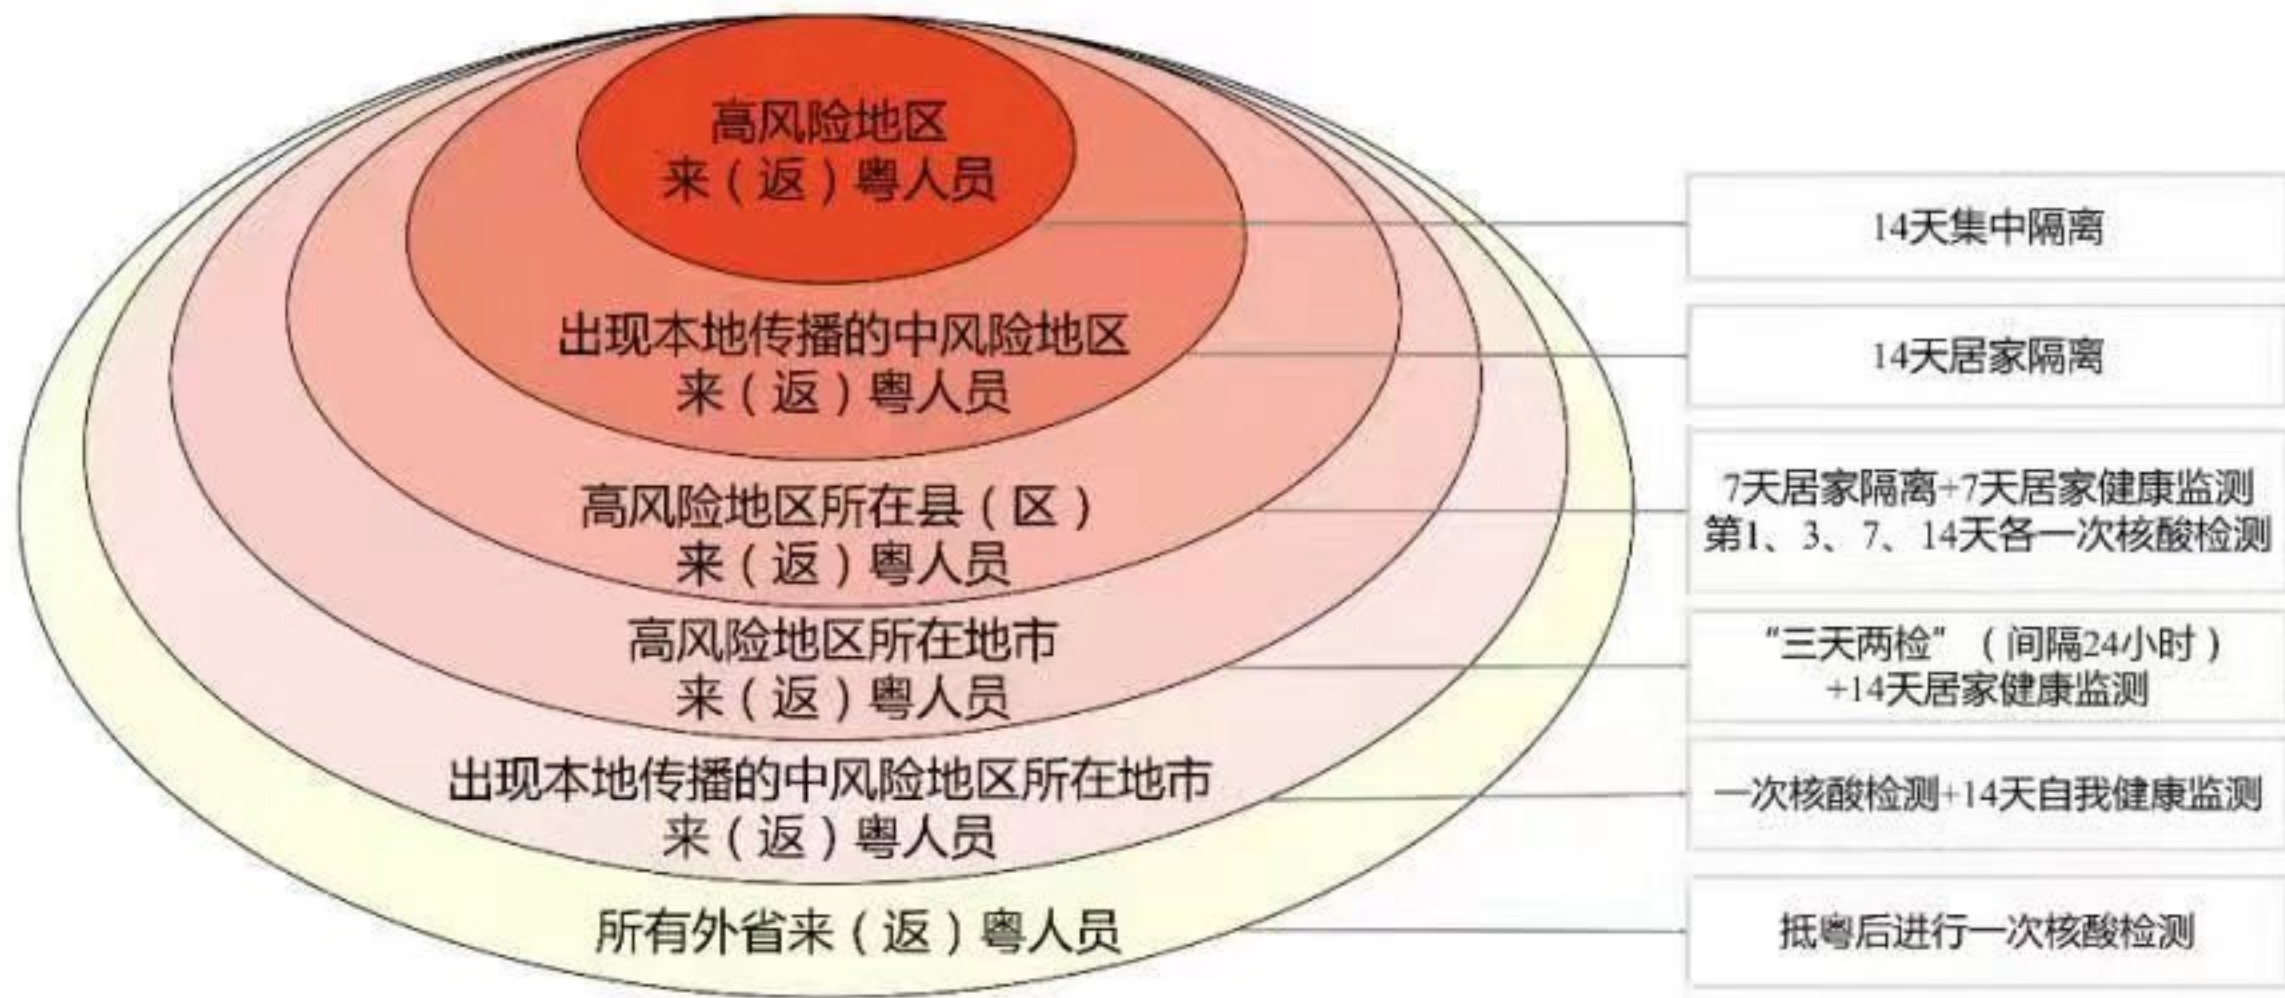 高风险地区
来（返）粤人员
14天集中隔离
出现本地传播的中风险地区
来（返）粤人员
14天居家隔离
高风险地区所在县（区）
来（返）粤人员
7天居家隔离+7天居家健康监测
第1、3、7、14天各一次核酸检测
高风险地区所在地市
来（返）粤人员
“三天两检”（间隔24小时）
+14天居家健康监测
出现本地传播的中风险地区所在地市
来（返）粤人员
一次核酸检测+14天自我健康监测
所有外省来（返）粤人员
抵粤后进行一次核酸检测